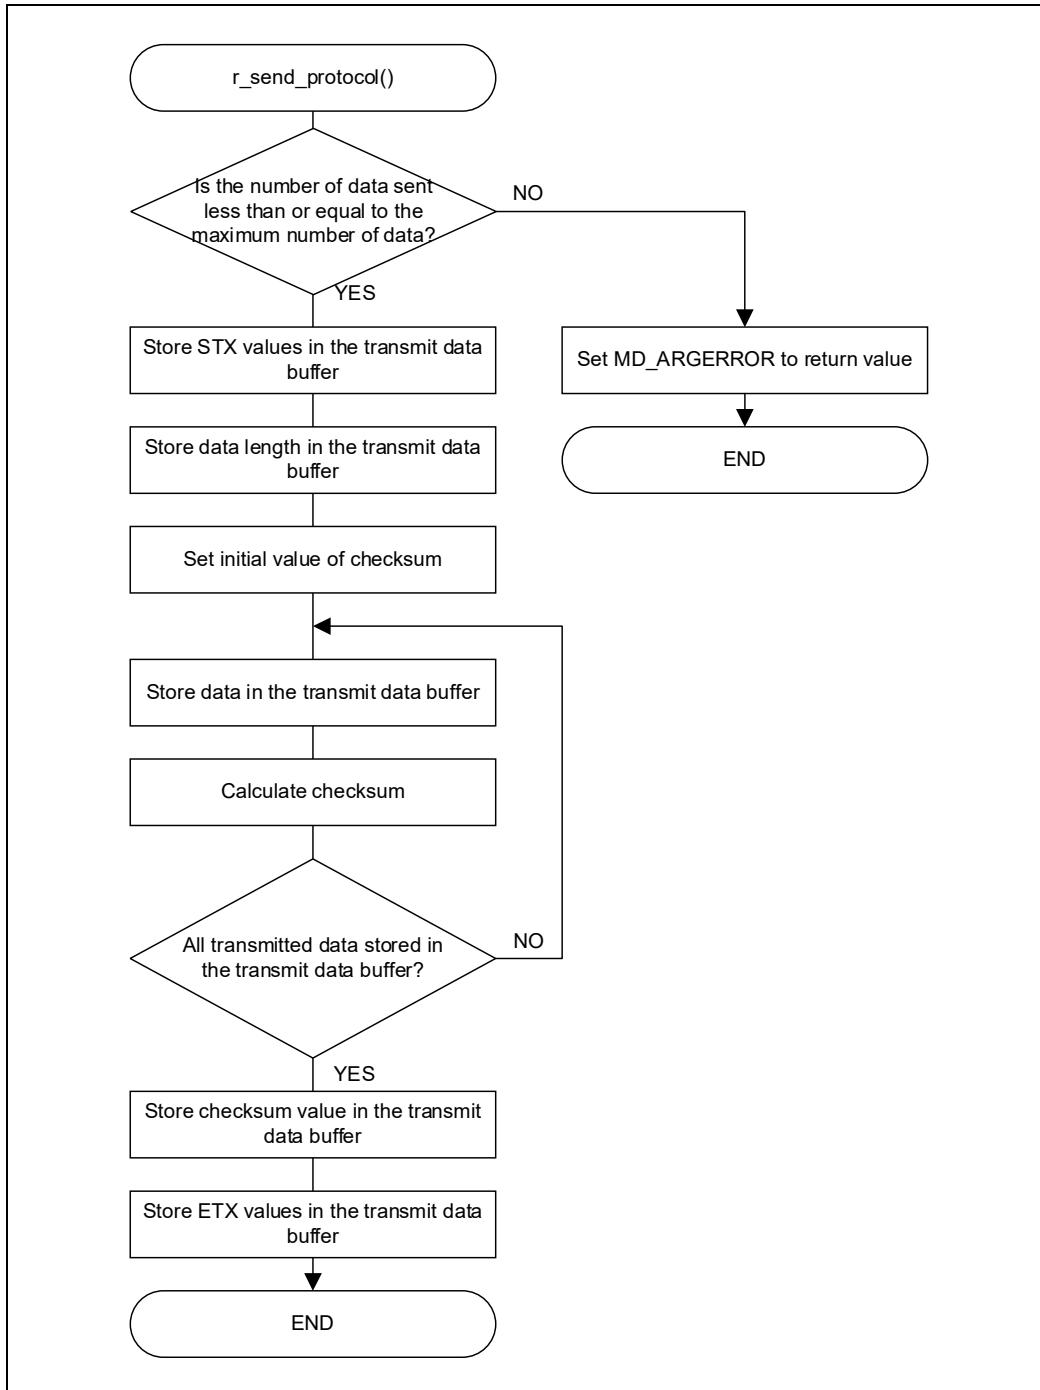 r_send_protocol()
Is the number of data sent
less than or equal to the
maximum number of data?
NO
YES
Store STX values in the transmit data
buffer
Set MD_ARGERROR to return value
Store data length in the transmit data
buffer
END
Set initial value of checksum
Store data in the transmit data buffer
Calculate checksum
All transmitted data stored in
the transmit data buffer?
NO
YES
Store checksum value in the transmit
data buffer
Store ETX values in the transmit data
buffer
END